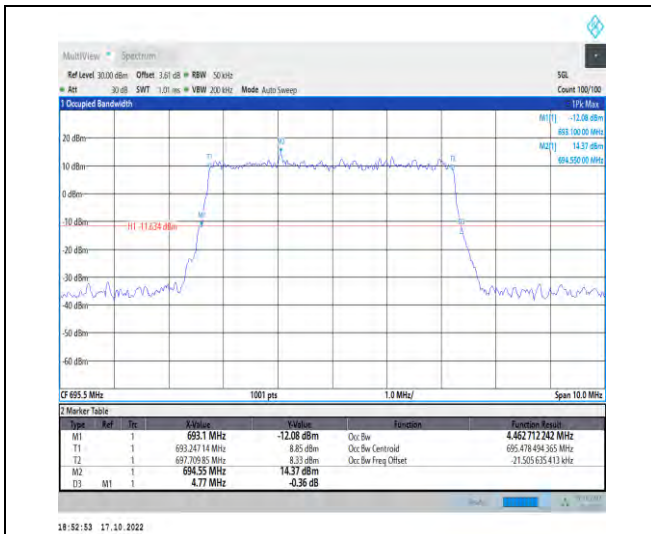 MultiView Spectrum
Ref Level 30.00 dBm Offset 3.61 dB RBW 50 kHz SGL
Att 30 dB SWT 1.01 ms VBW 200 kHz Mode Auto Sweep Count 100/100
1 Occupied Bandwidth 1Pk Max
M1[1] -12.08 dBm
693.100 00 MHz
M2[1] 14.37 dBm
694.550 00 MHz
20 dBm
M2
T1 T2
10 dBm
0 dBm
M1
-10 dBm
H1 -11.634 dBm
D3
-20 dBm
-30 dBm
-40 dBm
-50 dBm
-60 dBm
CF 695.5 MHz 1001 pts 1.0 MHz/ Span 10.0 MHz
2 Marker Table
Type Ref Trc X-Value Y-Value Function Function Result
M1 1 693.1 MHz -12.08 dBm Occ Bw 4.462 712 242 MHz
T1 1 693.247 14 MHz 8.85 dBm Occ Bw Centroid 695.478 494 365 MHz
T2 1 697.709 85 MHz 8.33 dBm Occ Bw Freq Offset -21.505 635 413 kHz
M2 1 694.55 MHz 14.37 dBm
D3 M1 1 4.77 MHz -0.36 dB
18:52:53 17.10.2022